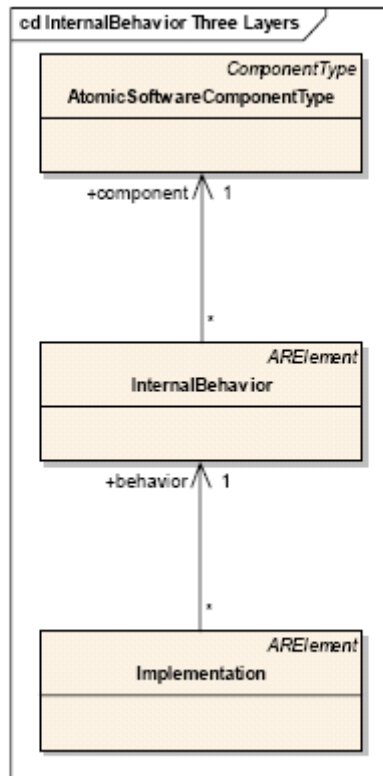 cd InternalBehavior Three Layers
ComponentType
AtomicSoftwareComponentType
+component 1
*
ARElement
InternalBehavior
+behavior 1
*
ARElement
Implementation